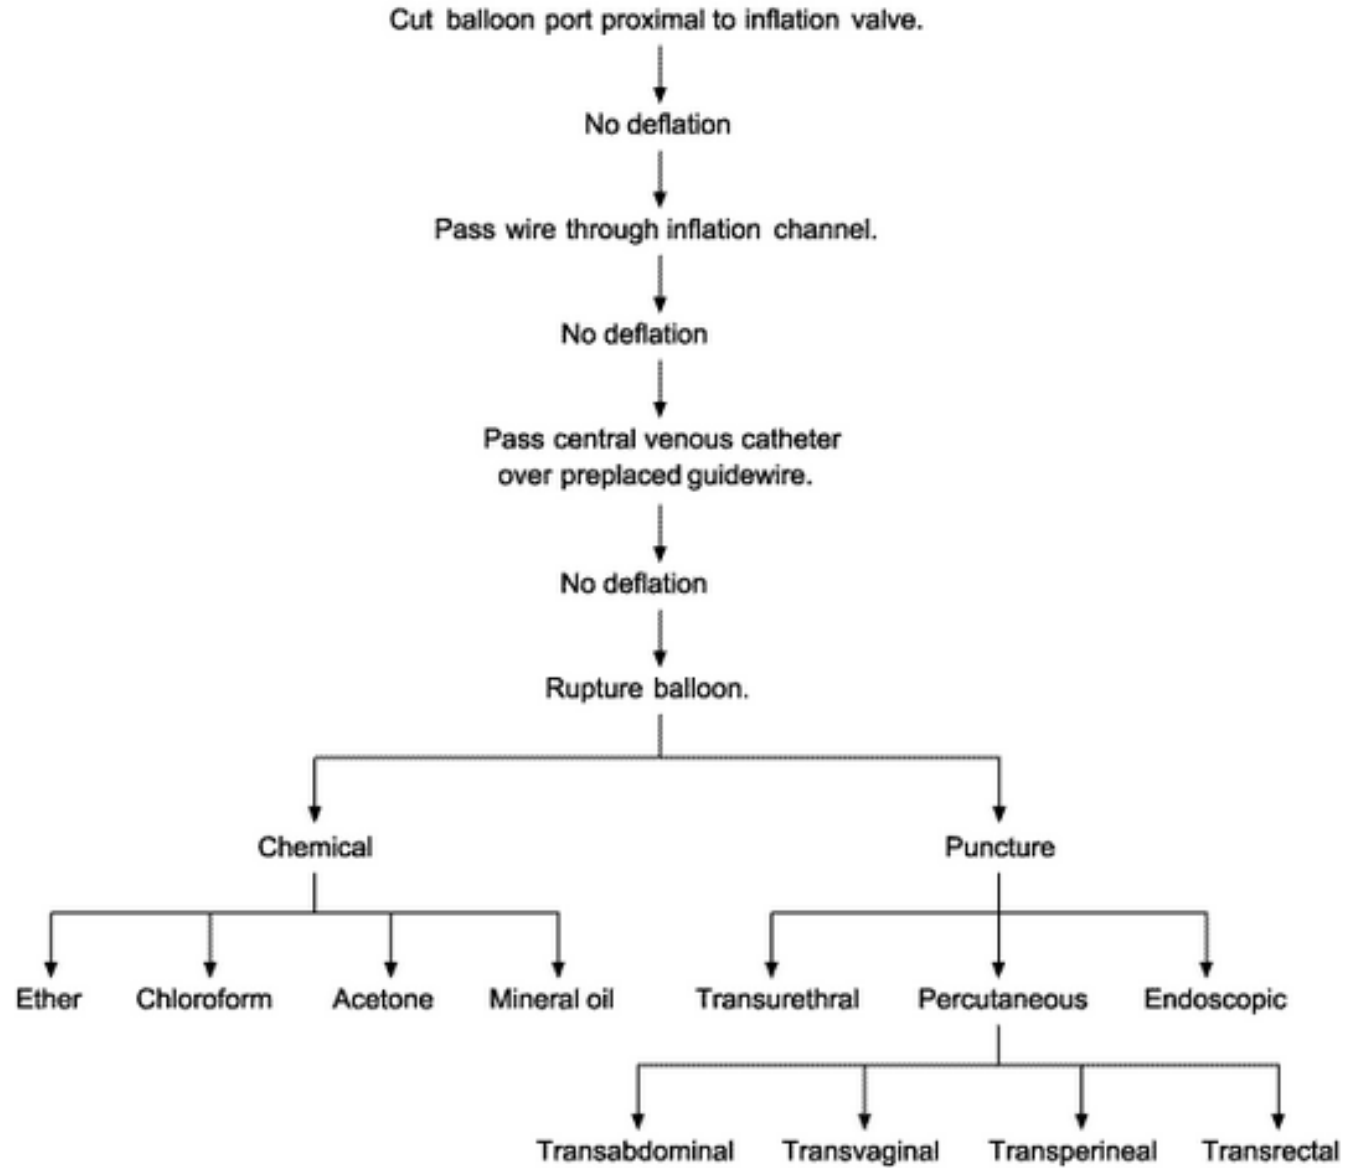 Cut balloon port proximal to inflation valve.
No deflation
Pass wire through inflation channel.
No deflation
Pass central venous catheter
over preplaced guidewire.
No deflation
Rupture balloon.
Chemical
Puncture
Ether
Chloroform
Acetone
Mineral oil
Transurethral
Percutaneous
Endoscopic
Transabdominal
Transvaginal
Transperineal
Transrectal